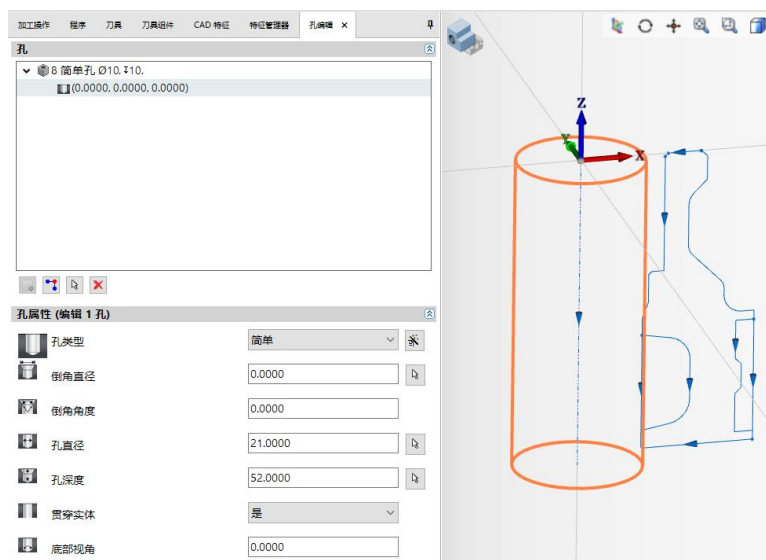 加工操作 程序 刀具 刀具组件 CAD 特征 特征管理器 孔编辑 ×
孔
8 简单孔 Ø10. ↧10.
(0.0000, 0.0000, 0.0000)
孔属性 (编辑 1 孔)
孔类型 简单
倒角直径 0.0000
倒角角度 0.0000
孔直径 21.0000
孔深度 52.0000
贯穿实体 是
底部视角 0.0000
Z
Y
X